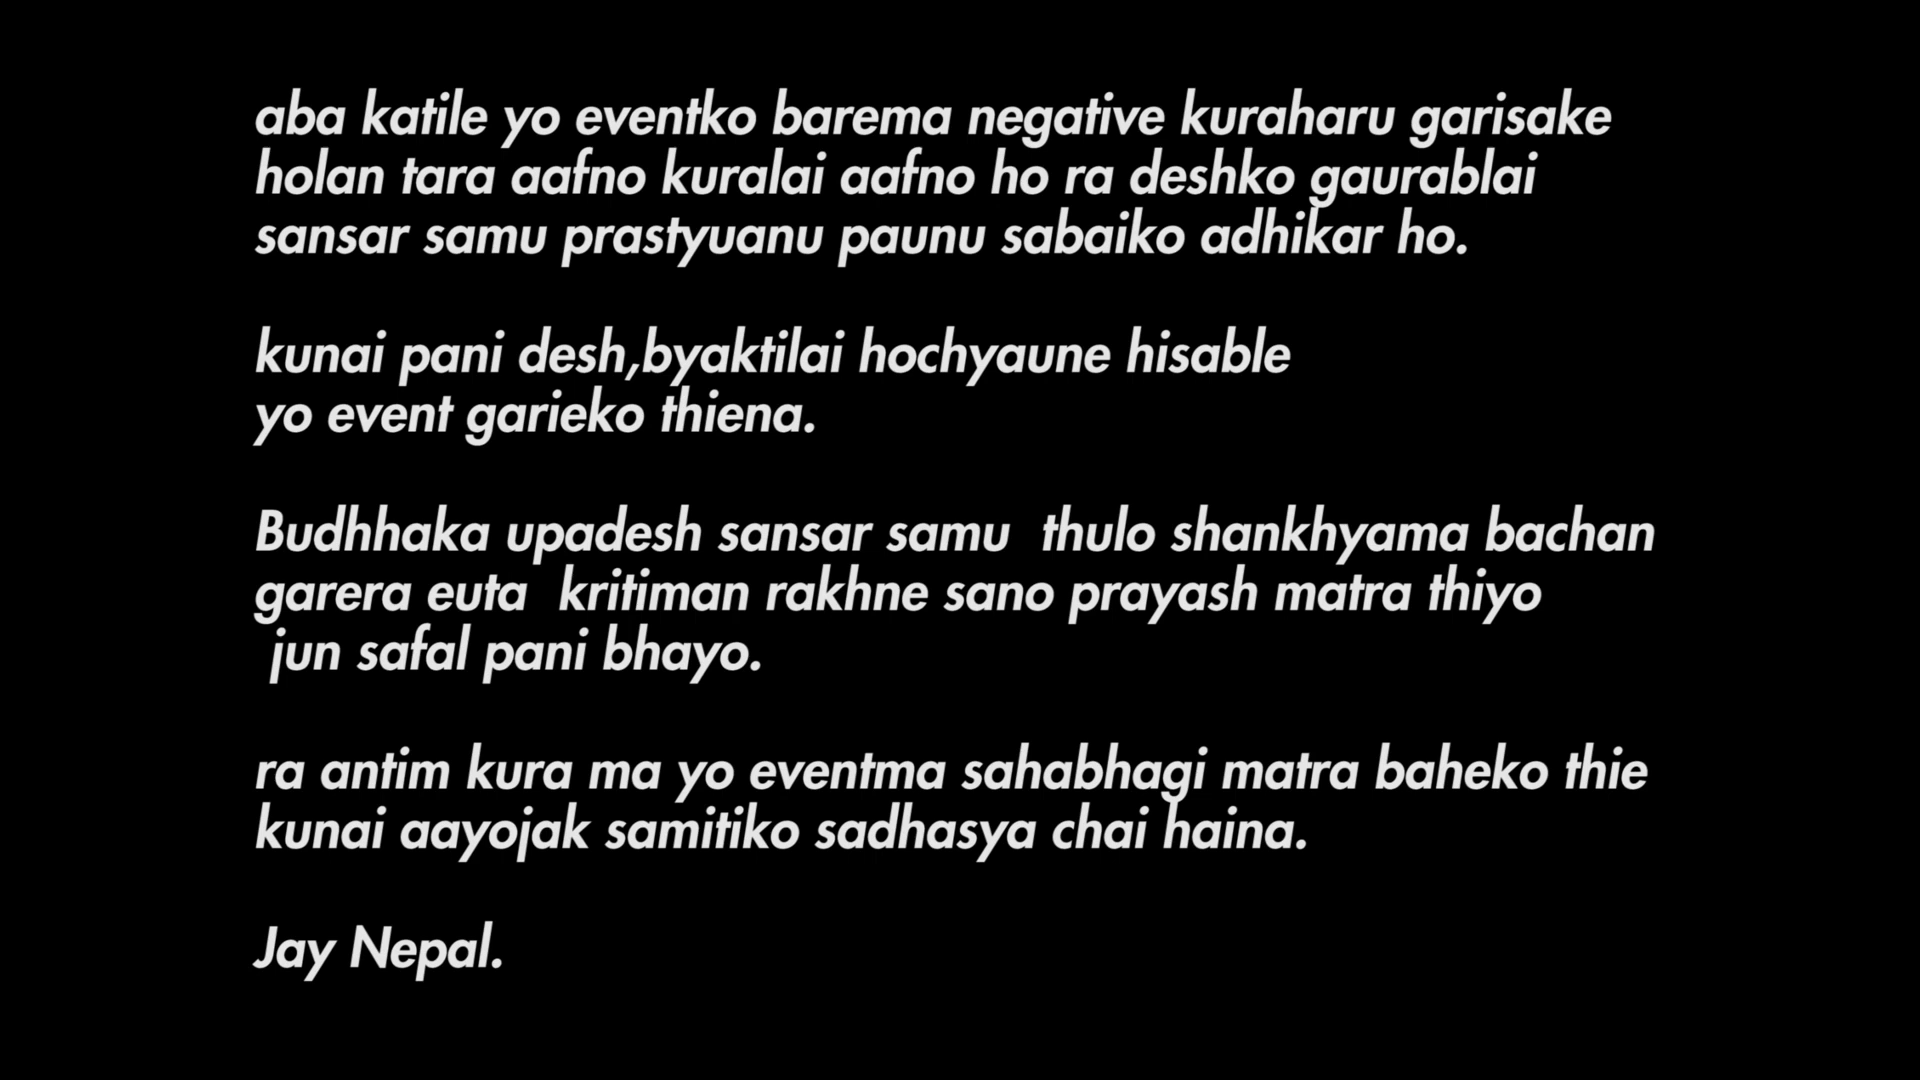 aba katile yo eventko barema negative kuraharu garisake
holan tara aafno kuralai aafno ho ra deshko gaurablai
sansar samu prastyuanu paunu sabaiko adhikar ho.
kunai pani desh,byaktilai hochyaune hisable
yo event garieko thiena.
Budhhaka upadesh sansar samu  thulo shankhyama bachan
garera euta  kritiman rakhne sano prayash matra thiyo
jun safal pani bhayo.
ra antim kura ma yo eventma sahabhagi matra baheko thie
kunai aayojak samitiko sadhasya chai haina.
Jay Nepal.